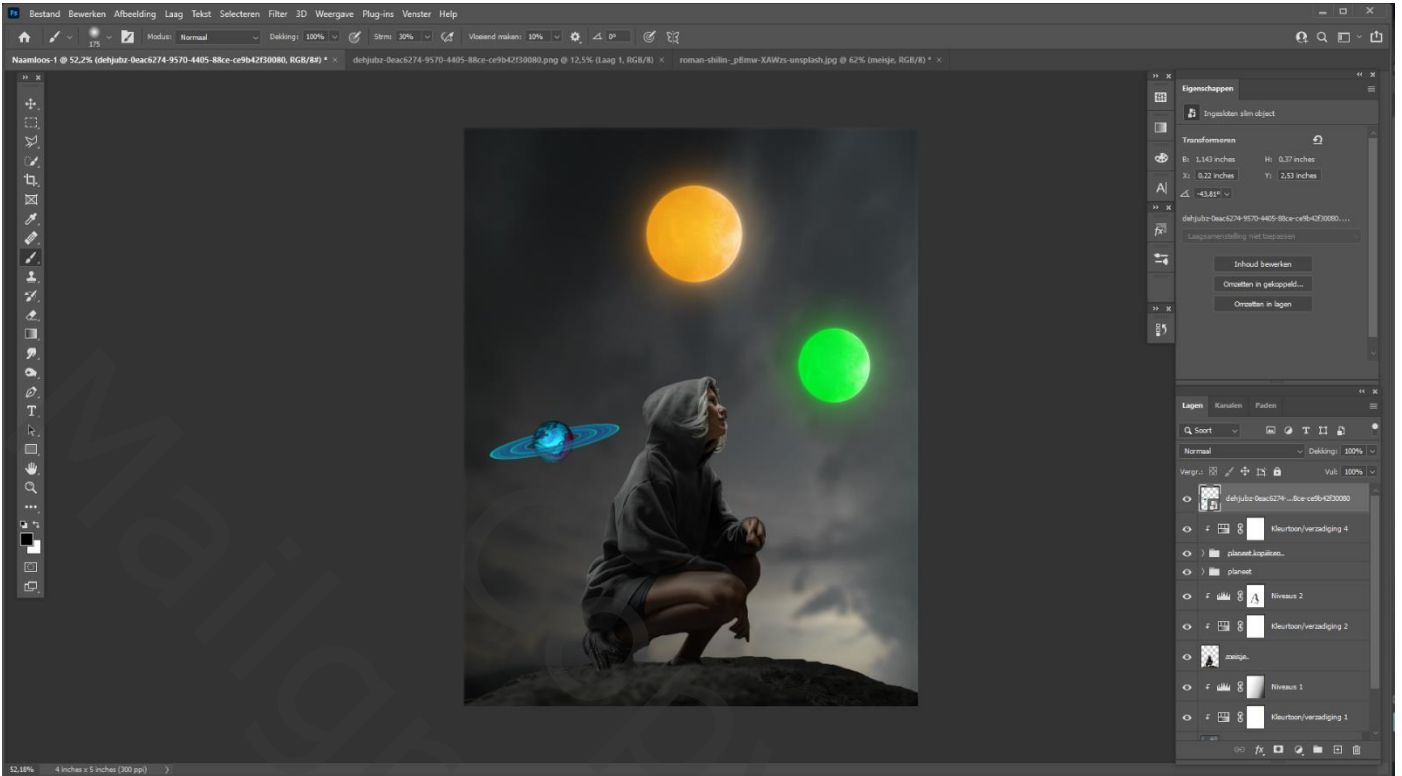 Ps Bestand Bewerken Afbeelding Laag Tekst Selecteren Filter 3D Weergave Plug-ins Venster Help
175 Modus: Normaal Dekking: 100% Strm: 30% Vloeiend maken: 10% 0°
Naamloos-1 @ 52,2% (dehjubz-0eac6274-9570-4405-88ce-ce9b42f30080, RGB/8#) * × dehjubz-0eac6274-9570-4405-88ce-ce9b42f30080.png @ 12,5% (Laag 1, RGB/8) × roman-shilin-_pBmw-XAWzs-unsplash.jpg @ 62% (meisje, RGB/8) * ×
Eigenschappen
Ingesloten slim object
Transformeren
B: 1,143 inches H: 0,37 inches
X: 0,22 inches Y: 2,53 inches
-43,81°
dehjubz-0eac6274-9570-4405-88ce-ce9b42f30080....
Laagsamenstelling niet toepassen
Inhoud bewerken
Omzetten in gekoppeld...
Omzetten in lagen
Lagen Kanalen Paden
Soort
Normaal Dekking: 100%
Vergr.: Vul: 100%
dehjubz-0eac6274-...8ce-ce9b42f30080
Kleurtoon/verzadiging 4
planeet kopiëren..
planeet
Niveaus 2
Kleurtoon/verzadiging 2
meisje.
Niveaus 1
Kleurtoon/verzadiging 1
52,18% 4 inches x 5 inches (300 ppi)